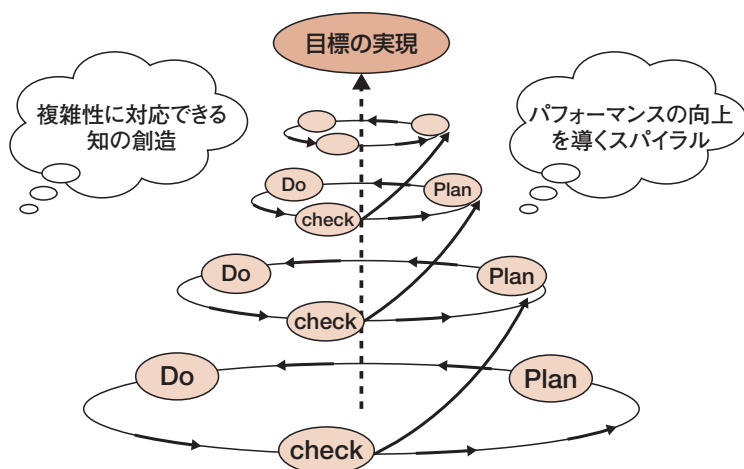 目標の実現
複雑性に対応できる
知の創造
パフォーマンスの向上
を導くスパイラル
Do
Plan
check
Do
Plan
check
Do
Plan
check